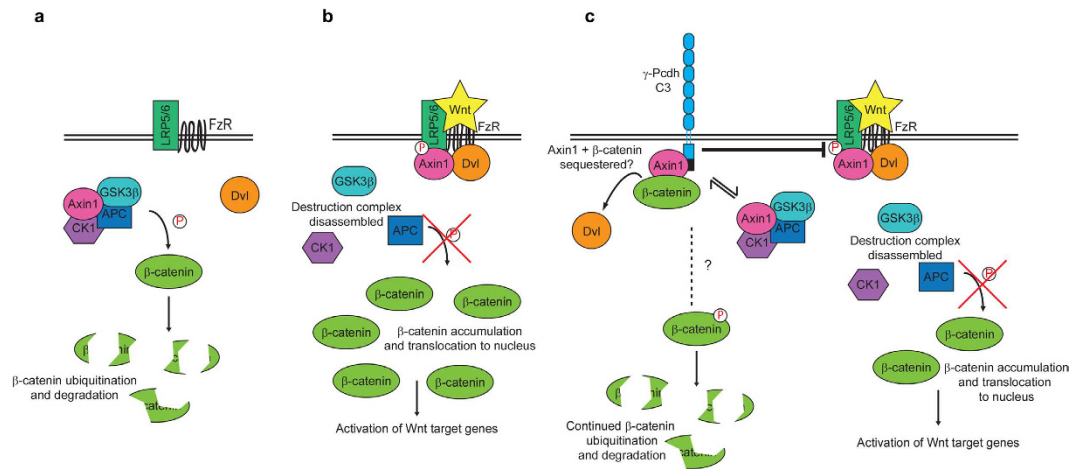 a
LRP5/6
FzR
Axin1
GSK3β
APC
CK1
P
Dvl
β-catenin
β-catenin ubiquitination
and degradation
catenin
b
Wnt
LRP5/6
FzR
P
Axin1
Dvl
GSK3β
Destruction complex
disassembled
CK1
APC
P
β-catenin
β-catenin
β-catenin
β-catenin accumulation
and translocation to nucleus
β-catenin
β-catenin
Activation of Wnt target genes
c
γ-Pcdh
C3
Axin1 + β-catenin
sequestered?
Axin1
β-catenin
Dvl
Axin1
GSK3β
APC
CK1
?
P
β-catenin
Continued β-catenin
ubiquitination
and degradation
catenin
Wnt
LRP5/6
FzR
P
Axin1
Dvl
GSK3β
Destruction complex
disassembled
CK1
APC
P
β-catenin
β-catenin
β-catenin accumulation
and translocation
to nucleus
Activation of Wnt target genes